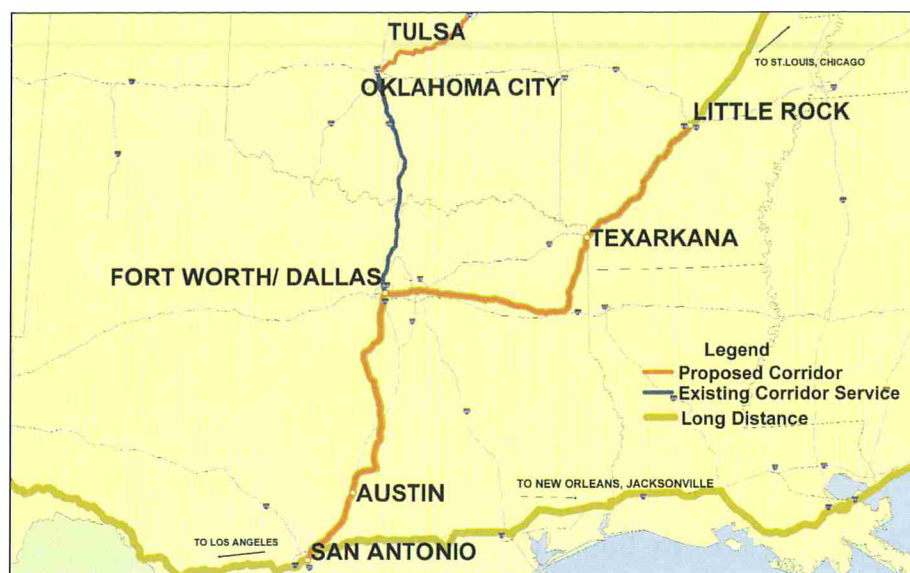 TULSA
TO ST.LOUIS, CHICAGO
OKLAHOMA CITY
LITTLE ROCK
TEXARKANA
FORT WORTH/ DALLAS
Legend
Proposed Corridor
Existing Corridor Service
Long Distance
TO NEW ORLEANS, JACKSONVILLE
AUSTIN
TO LOS ANGELES
SAN ANTONIO